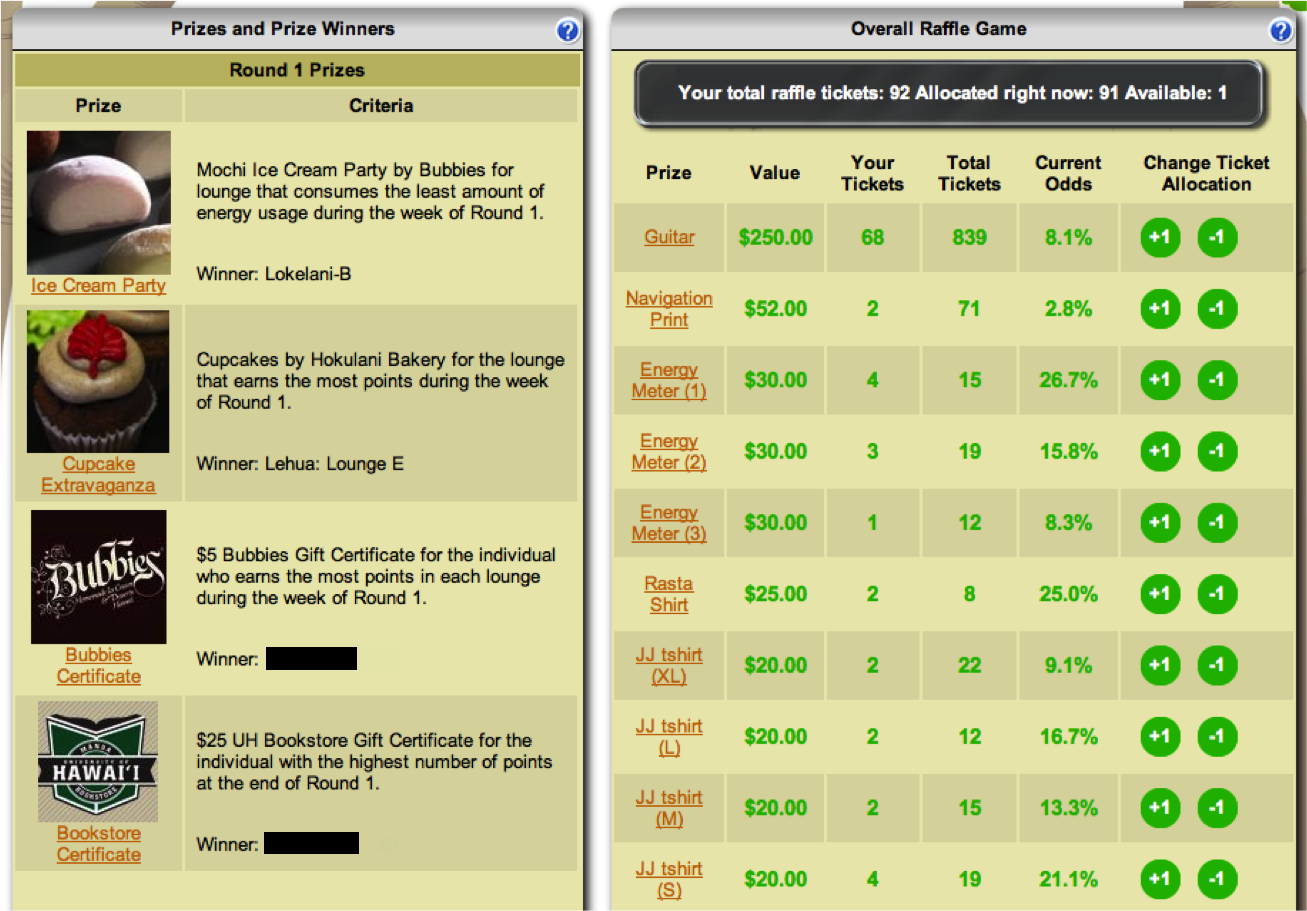 Prizes and Prize Winners
?
Round 1 Prizes
Prize Criteria
Mochi Ice Cream Party by Bubbies for
lounge that consumes the least amount of
energy usage during the week of Round 1.
Winner: Lokelani-B
Ice Cream Party
Cupcakes by Hokulani Bakery for the lounge
that earns the most points during the week
of Round 1.
Winner: Lehua: Lounge E
Cupcake
Extravaganza
Bubbies
Homemade Ice Cream
& Desserts
Hawaii
$5 Bubbies Gift Certificate for the individual
who earns the most points in each lounge
during the week of Round 1.
Winner:
Bubbies
Certificate
MANOA
UNIVERSITY OF
HAWAI'I
BOOKSTORE
$25 UH Bookstore Gift Certificate for the
individual with the highest number of points
at the end of Round 1.
Winner:
Bookstore
Certificate
Overall Raffle Game
?
Your total raffle tickets: 92 Allocated right now: 91 Available: 1
Prize Value Your Tickets Total Tickets Current Odds Change Ticket Allocation
Guitar $250.00 68 839 8.1% +1 -1
Navigation Print $52.00 2 71 2.8% +1 -1
Energy Meter (1) $30.00 4 15 26.7% +1 -1
Energy Meter (2) $30.00 3 19 15.8% +1 -1
Energy Meter (3) $30.00 1 12 8.3% +1 -1
Rasta Shirt $25.00 2 8 25.0% +1 -1
JJ tshirt (XL) $20.00 2 22 9.1% +1 -1
JJ tshirt (L) $20.00 2 12 16.7% +1 -1
JJ tshirt (M) $20.00 2 15 13.3% +1 -1
JJ tshirt (S) $20.00 4 19 21.1% +1 -1